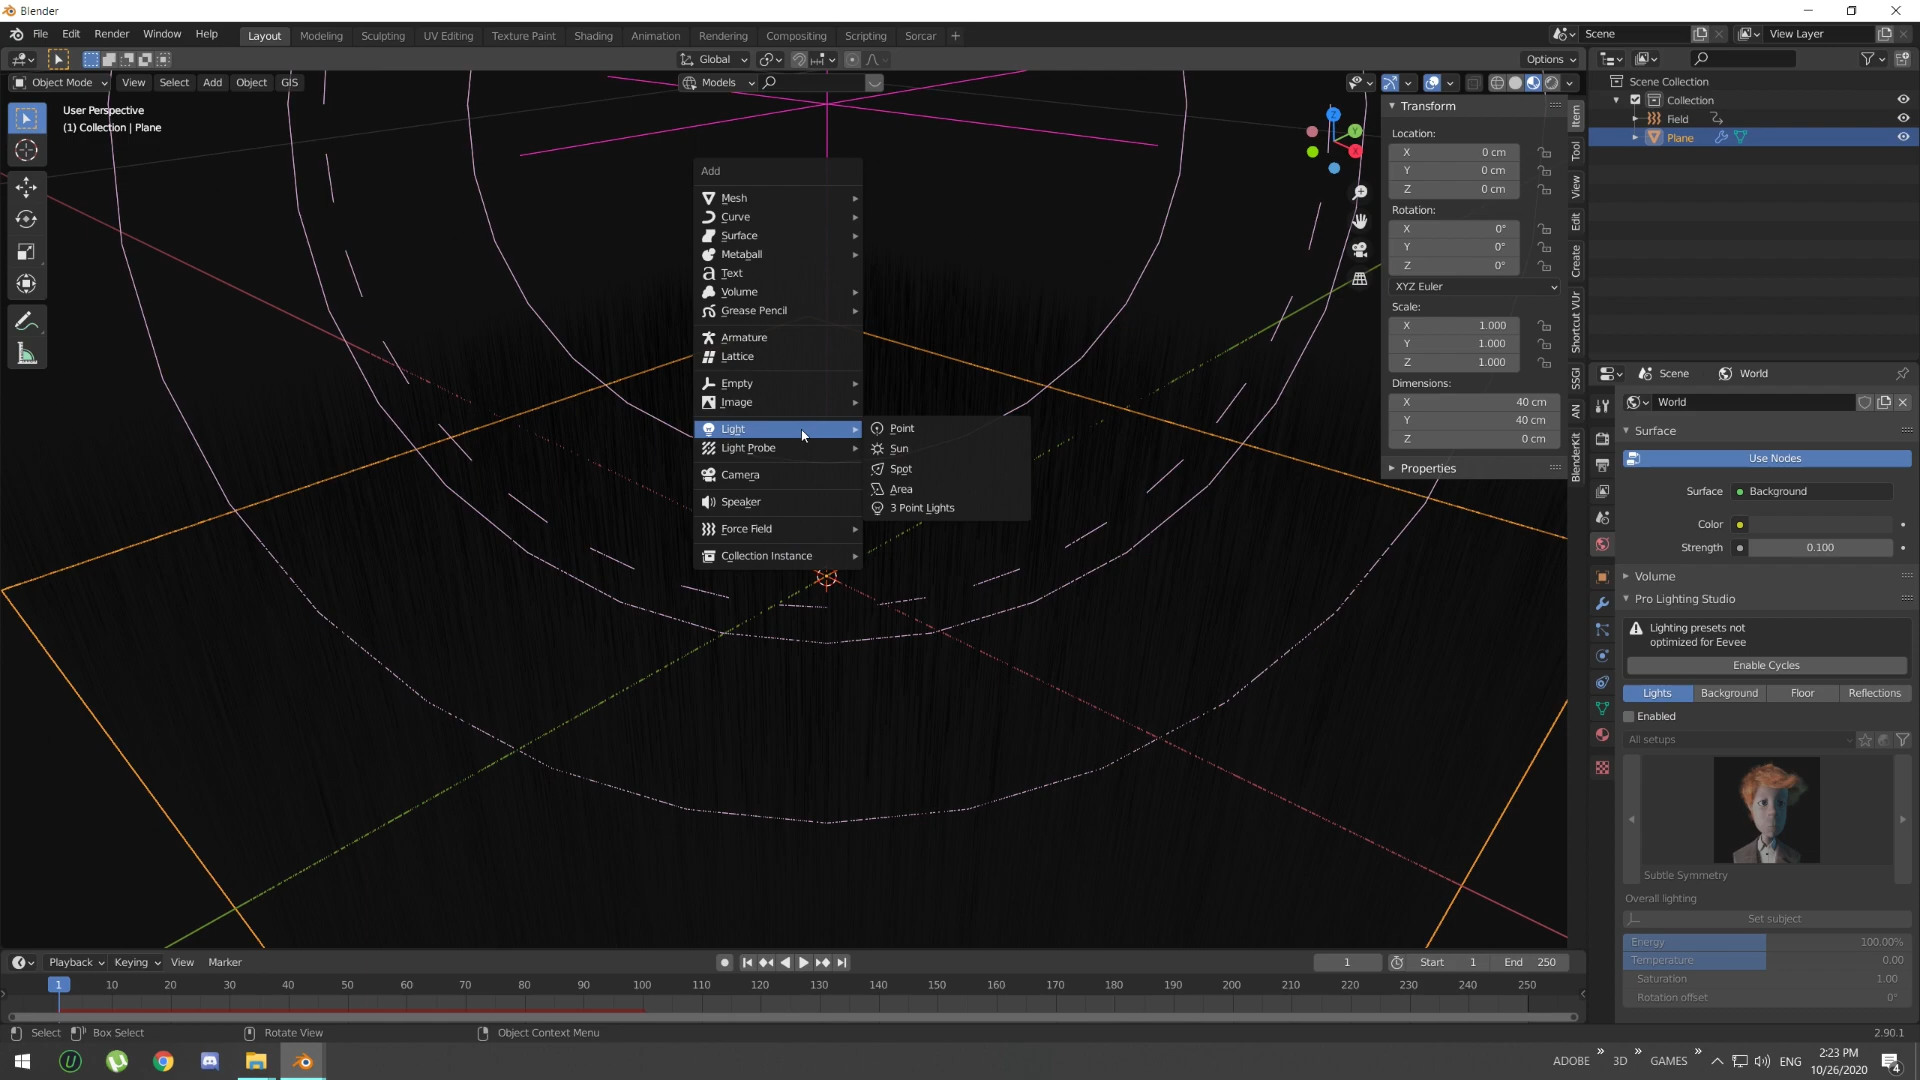 Blender
File Edit Render Window Help Layout Modeling Sculpting UV Editing Texture Paint Shading Animation Rendering Compositing Scripting Sorcar + Scene View Layer
Global Options
Object Mode View Select Add Object GIS Models
User Perspective
(1) Collection | Plane
Add
Mesh
Curve
Surface
Metaball
Text
Volume
Grease Pencil
Armature
Lattice
Empty
Image
Light
Light Probe
Camera
Speaker
Force Field
Collection Instance
Point
Sun
Spot
Area
3 Point Lights
Z
Y
X
Transform
Location:
X 0 cm
Y 0 cm
Z 0 cm
Rotation:
X 0°
Y 0°
Z 0°
XYZ Euler
Scale:
X 1.000
Y 1.000
Z 1.000
Dimensions:
X 40 cm
Y 40 cm
Z 0 cm
Properties
Item
Tool
View
Edit
Create
Shortcut VUr
SSGI
AN
BlenderKit
Scene Collection
Collection
Field
Plane
Scene World
World
Surface
Use Nodes
Surface Background
Color
Strength 0.100
Volume
Pro Lighting Studio
Lighting presets not
optimized for Eevee
Enable Cycles
Lights Background Floor Reflections
Enabled
All setups
Subtle Symmetry
Overall lighting
Set subject
Energy 100.00%
Temperature 0.00
Saturation 1.00
Rotation offset 0°
Playback Keying View Marker 1 Start 1 End 250
1 10 20 30 40 50 60 70 80 90 100 110 120 130 140 150 160 170 180 190 200 210 220 230 240 250
Select Box Select Rotate View Object Context Menu 2.90.1
ADOBE » 3D » GAMES » ENG 2:23 PM
10/26/2020 4